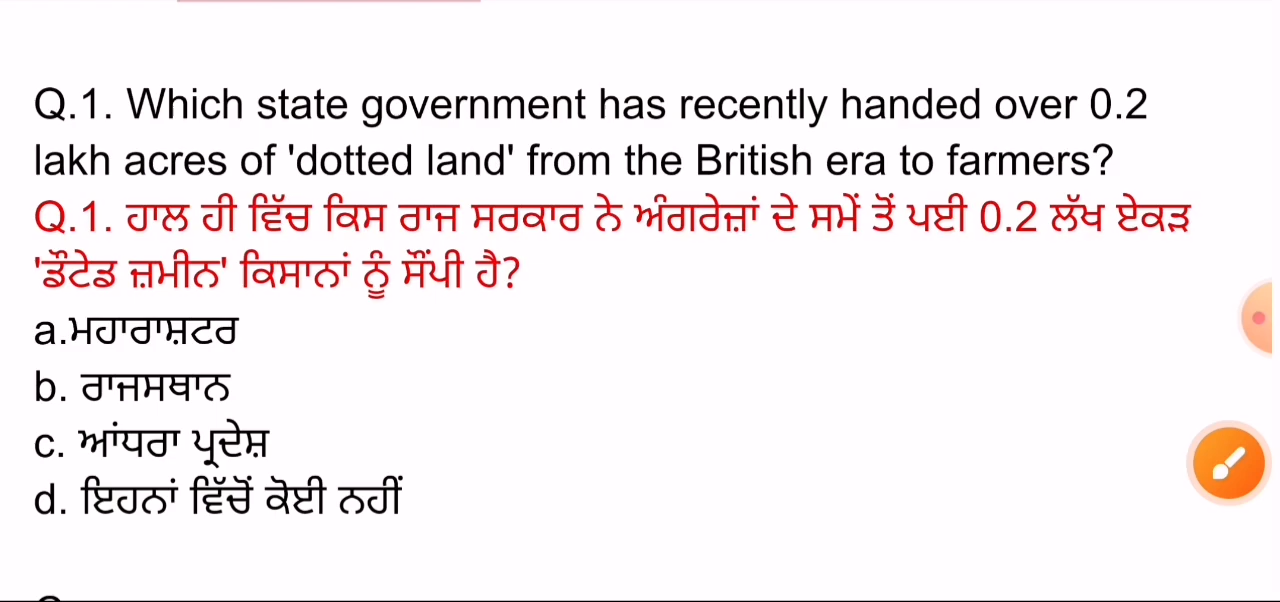 Q.1. Which state government has recently handed over 0.2
lakh acres of 'dotted land' from the British era to farmers?
Q.1. ਹਾਲ ਹੀ ਵਿੱਚ ਕਿਸ ਰਾਜ ਸਰਕਾਰ ਨੇ ਅੰਗਰੇਜ਼ਾਂ ਦੇ ਸਮੇਂ ਤੋਂ ਪਈ 0.2 ਲੱਖ ਏਕੜ
'ਡੌਟੇਡ ਜ਼ਮੀਨ' ਕਿਸਾਨਾਂ ਨੂੰ ਸੌਂਪੀ ਹੈ?
a.ਮਹਾਰਾਸ਼ਟਰ
b. ਰਾਜਸਥਾਨ
c. ਆਂਧਰਾ ਪ੍ਰਦੇਸ਼
d. ਇਹਨਾਂ ਵਿੱਚੋਂ ਕੋਈ ਨਹੀਂ